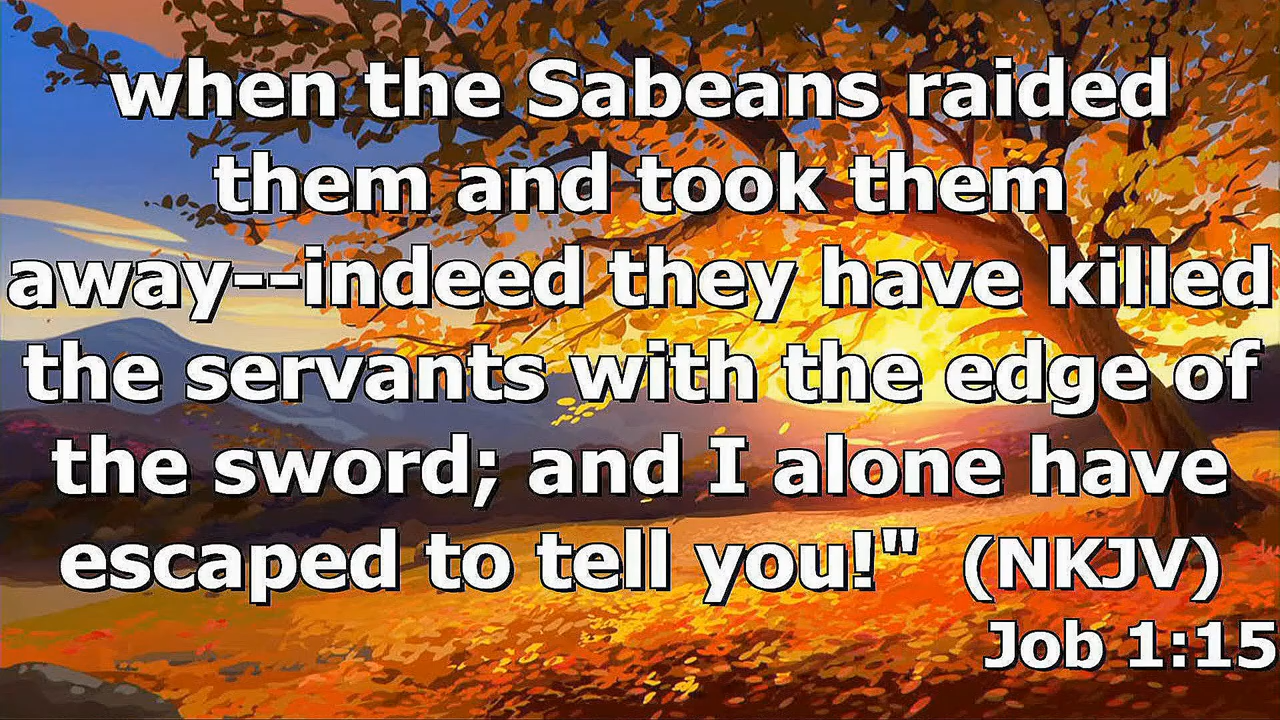 when the Sabeans raided
them and took them
away--indeed they have killed
the servants with the edge of
the sword; and I alone have
escaped to tell you!" (NKJV)
Job 1:15